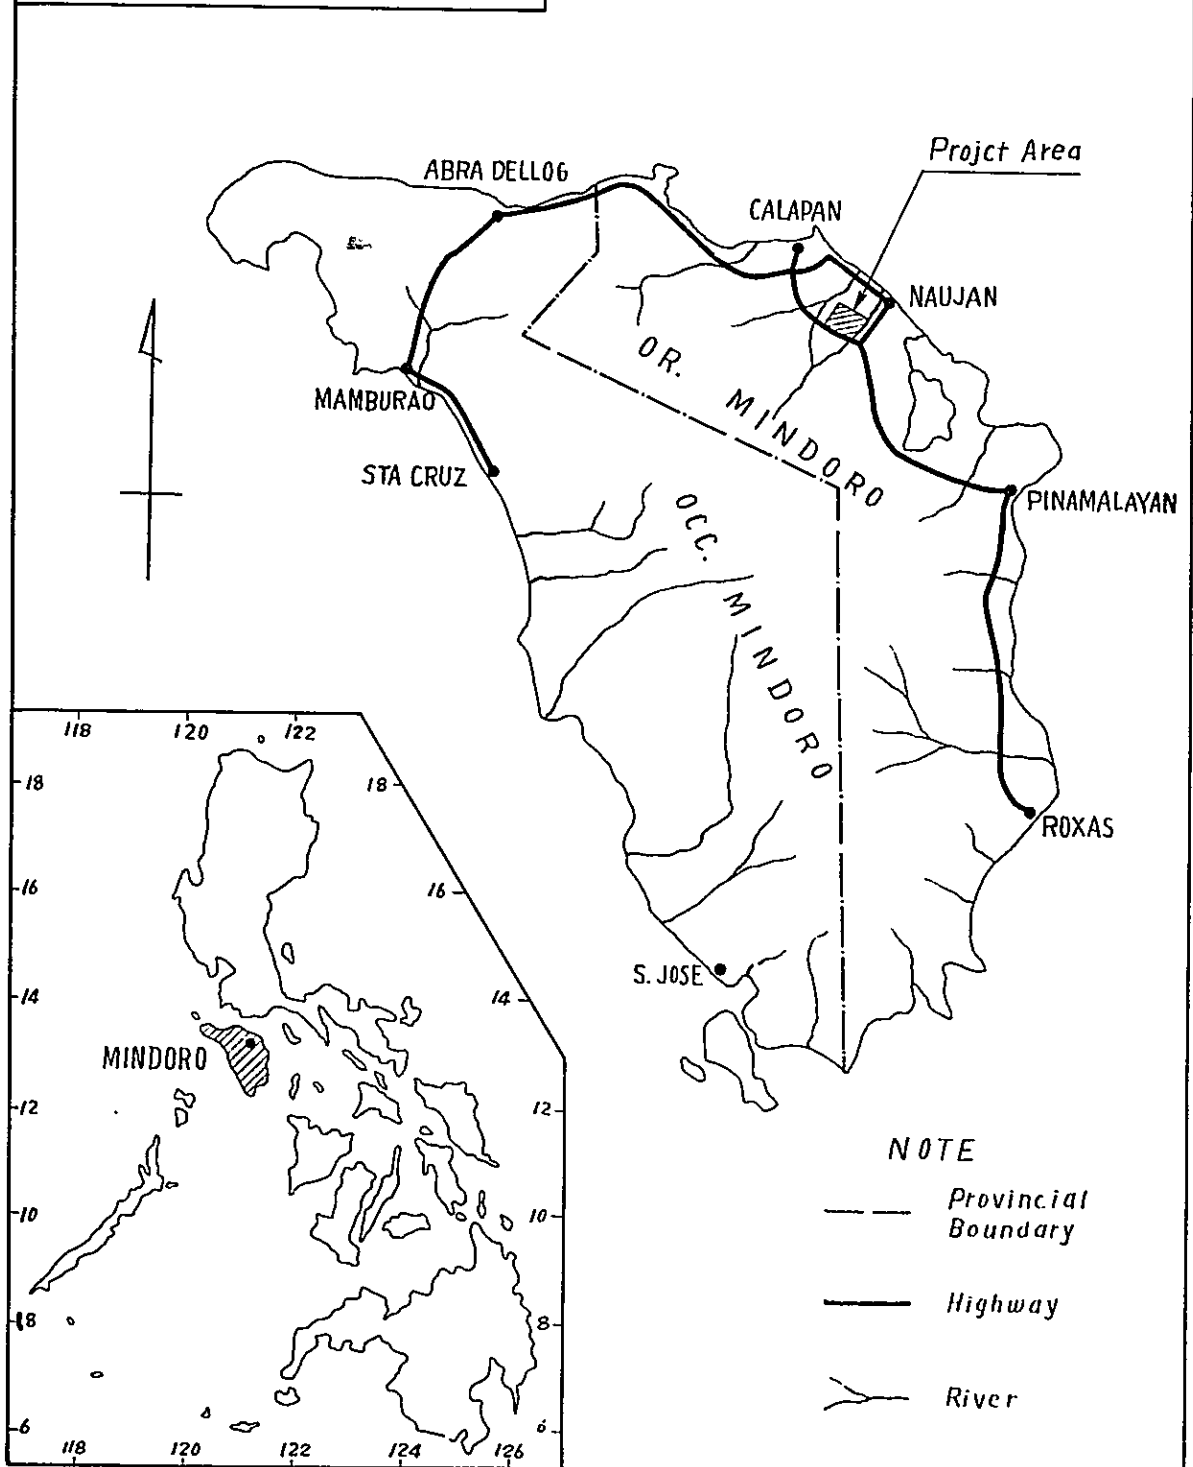 Projct Area
ABRA DELLOG
CALAPAN
NAUJAN
OR. MINDORO
MAMBURAO
STA CRUZ
PINAMALAYAN
OCC. MINDORO
ROXAS
S. JOSE
118 120 122
18 18
16 16
14 14
MINDORO
12 12
10 10
8 8
6 6
118 120 122 124 126
NOTE
Provincial
Boundary
Highway
River